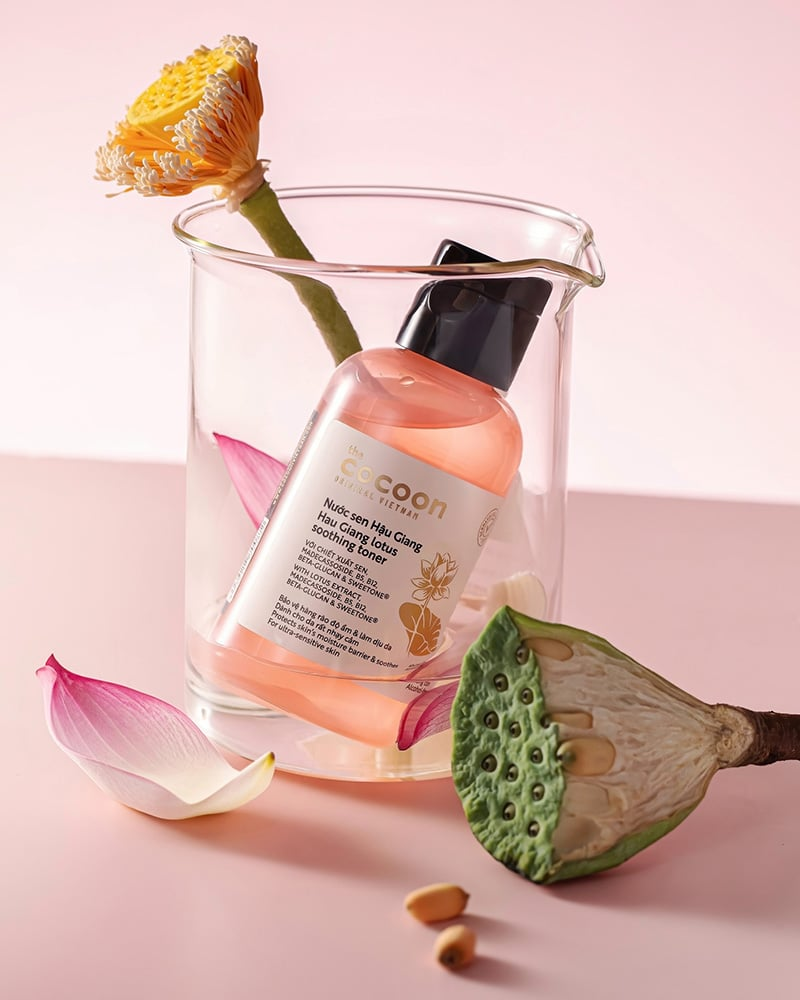 the
cocoon
ORIGINAL VIETNAM
Nước sen Hậu Giang
Hau Giang lotus
soothing toner
VỚI CHIẾT XUẤT SEN,
MADECASSOSIDE, B5, B12,
BETA-GLUCAN & SWEETONE®
WITH LOTUS EXTRACT,
MADECASSOSIDE, B5, B12,
BETA-GLUCAN & SWEETONE®
Bảo vệ hàng rào độ ẩm & làm dịu da
Dành cho da rất nhạy cảm
Protects skin's moisture barrier & soothes
For ultra-sensitive skin